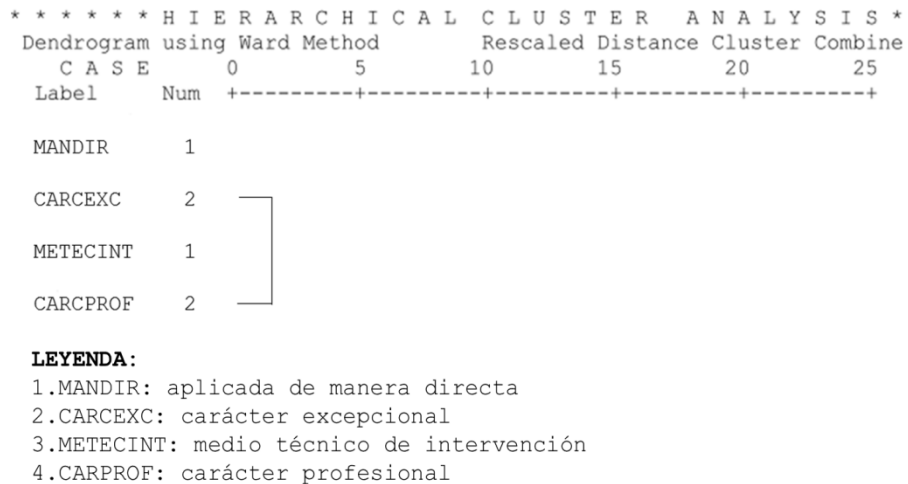 * * * * * * H I E R A R C H I C A L   C L U S T E R   A N A L Y S I S *
Dendrogram using Ward Method   Rescaled Distance Cluster Combine
C A S E   0   5   10   15   20   25
Label   Num   +---------+---------+---------+---------+---------+
MANDIR   1
CARCEXC   2
METECINT   1
CARCPROF   2
LEYENDA:
1.MANDIR: aplicada de manera directa
2.CARCEXC: carácter excepcional
3.METECINT: medio técnico de intervención
4.CARPROF: carácter profesional